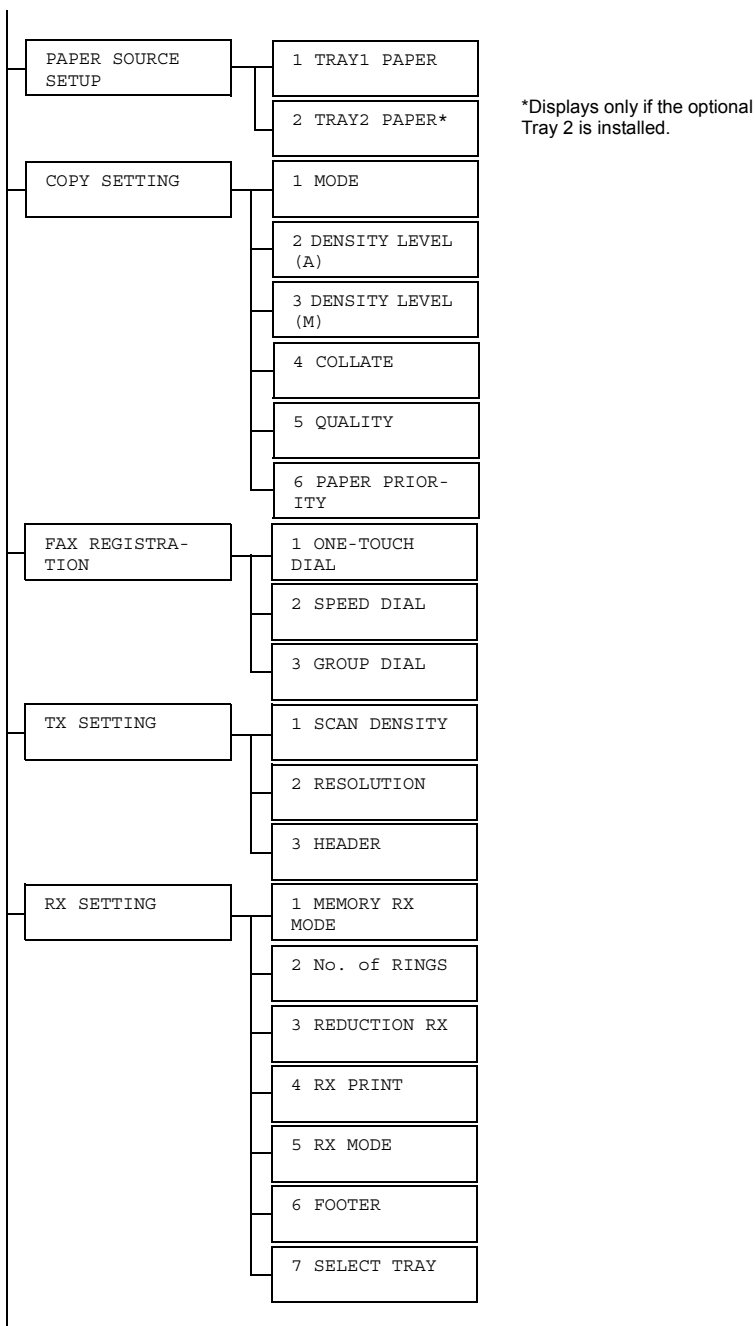 PAPER SOURCE
SETUP
1 TRAY1 PAPER
2 TRAY2 PAPER*
*Displays only if the optional
Tray 2 is installed.
COPY SETTING
1 MODE
2 DENSITY LEVEL
(A)
3 DENSITY LEVEL
(M)
4 COLLATE
5 QUALITY
6 PAPER PRIOR-
ITY
FAX REGISTRA-
TION
1 ONE-TOUCH
DIAL
2 SPEED DIAL
3 GROUP DIAL
TX SETTING
1 SCAN DENSITY
2 RESOLUTION
3 HEADER
RX SETTING
1 MEMORY RX
MODE
2 No. of RINGS
3 REDUCTION RX
4 RX PRINT
5 RX MODE
6 FOOTER
7 SELECT TRAY